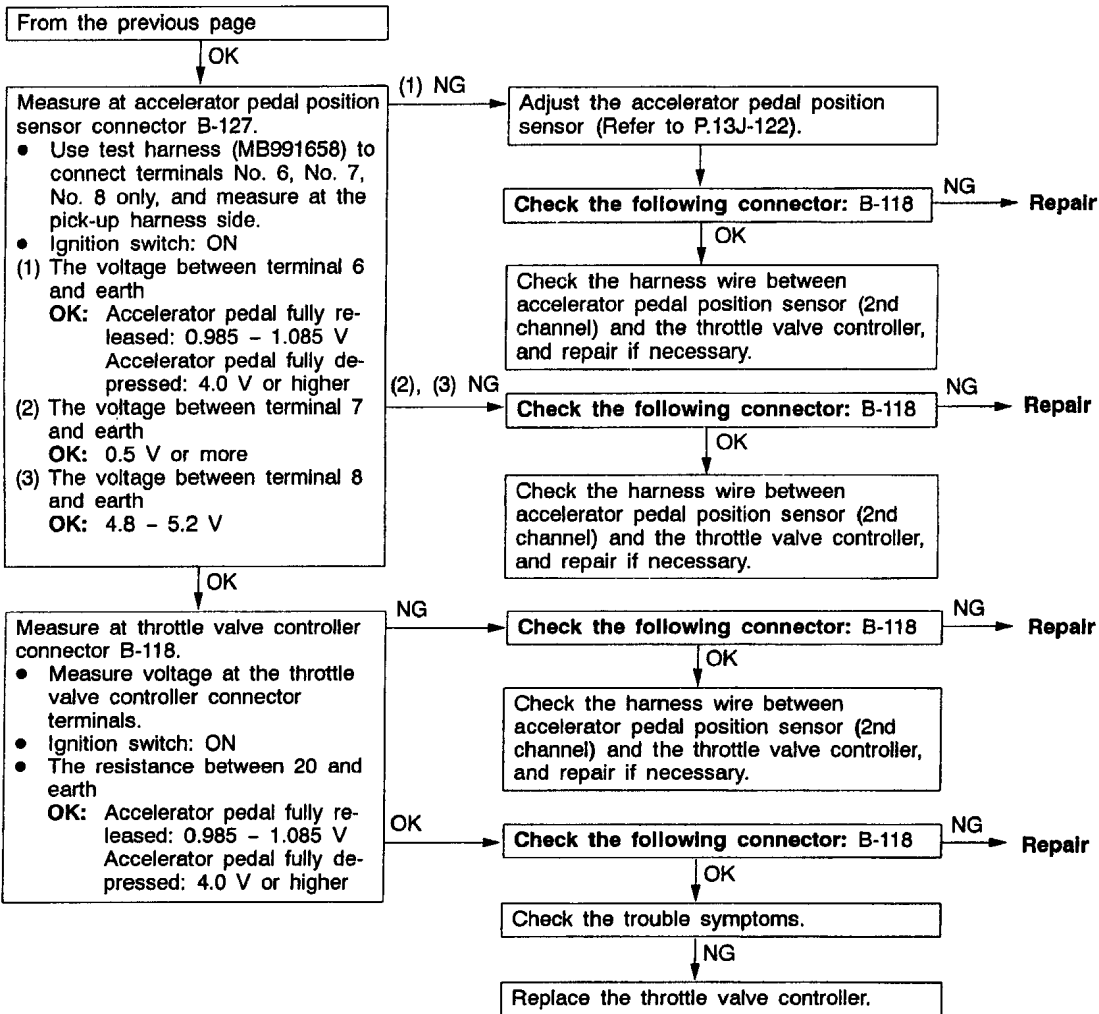 From the previous page
OK
Measure at accelerator pedal position
sensor connector B-127.
● Use test harness (MB991658) to
connect terminals No. 6, No. 7,
No. 8 only, and measure at the
pick-up harness side.
● Ignition switch: ON
(1) The voltage between terminal 6
and earth
OK: Accelerator pedal fully re-
leased: 0.985 – 1.085 V
Accelerator pedal fully de-
pressed: 4.0 V or higher
(2) The voltage between terminal 7
and earth
OK: 0.5 V or more
(3) The voltage between terminal 8
and earth
OK: 4.8 – 5.2 V
(1) NG
Adjust the accelerator pedal position
sensor (Refer to P.13J-122).
Check the following connector: B-118
NG
Repair
OK
Check the harness wire between
accelerator pedal position sensor (2nd
channel) and the throttle valve controller,
and repair if necessary.
(2), (3) NG
Check the following connector: B-118
NG
Repair
OK
Check the harness wire between
accelerator pedal position sensor (2nd
channel) and the throttle valve controller,
and repair if necessary.
OK
Measure at throttle valve controller
connector B-118.
● Measure voltage at the throttle
valve controller connector
terminals.
● Ignition switch: ON
● The resistance between 20 and
earth
OK: Accelerator pedal fully re-
leased: 0.985 – 1.085 V
Accelerator pedal fully de-
pressed: 4.0 V or higher
NG
Check the following connector: B-118
NG
Repair
OK
Check the harness wire between
accelerator pedal position sensor (2nd
channel) and the throttle valve controller,
and repair if necessary.
OK
Check the following connector: B-118
NG
Repair
OK
Check the trouble symptoms.
NG
Replace the throttle valve controller.